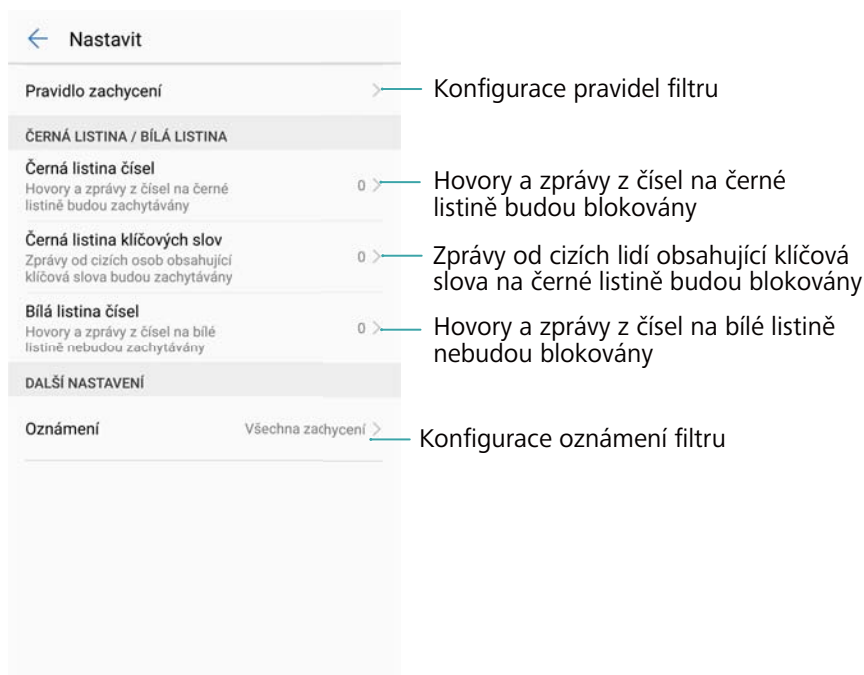 Nastavit
Pravidlo zachycení
Konfigurace pravidel filtru
ČERNÁ LISTINA / BÍLÁ LISTINA
Černá listina čísel
Hovory a zprávy z čísel na černé
listině budou zachytávány
0
Hovory a zprávy z čísel na černé
listině budou blokovány
Černá listina klíčových slov
Zprávy od cizích osob obsahující
klíčová slova budou zachytávány
0
Zprávy od cizích lidí obsahující klíčová
slova na černé listině budou blokovány
Bílá listina čísel
Hovory a zprávy z čísel na bílé
listině nebudou zachytávány
0
Hovory a zprávy z čísel na bílé listině
nebudou blokovány
DALŠÍ NASTAVENÍ
Oznámení
Všechna zachycení
Konfigurace oznámení filtru